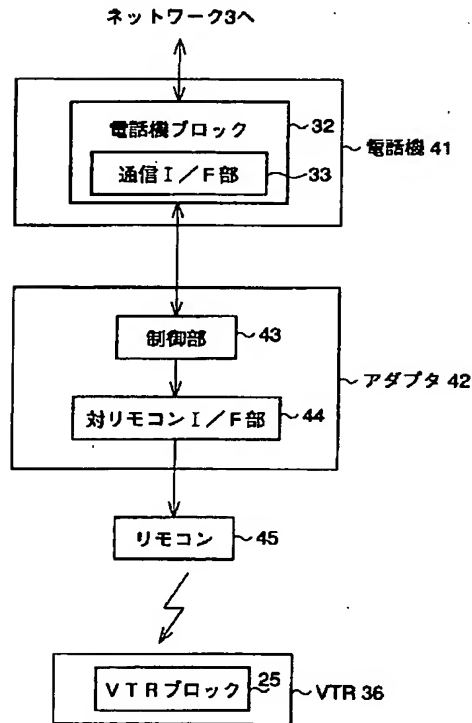 ネットワーク3へ
電話機ブロック
32
通信I/F部
33
電話機 41
制御部
43
対リモコンI/F部
44
アダプタ 42
リモコン
45
VTRブロック
25
VTR 36